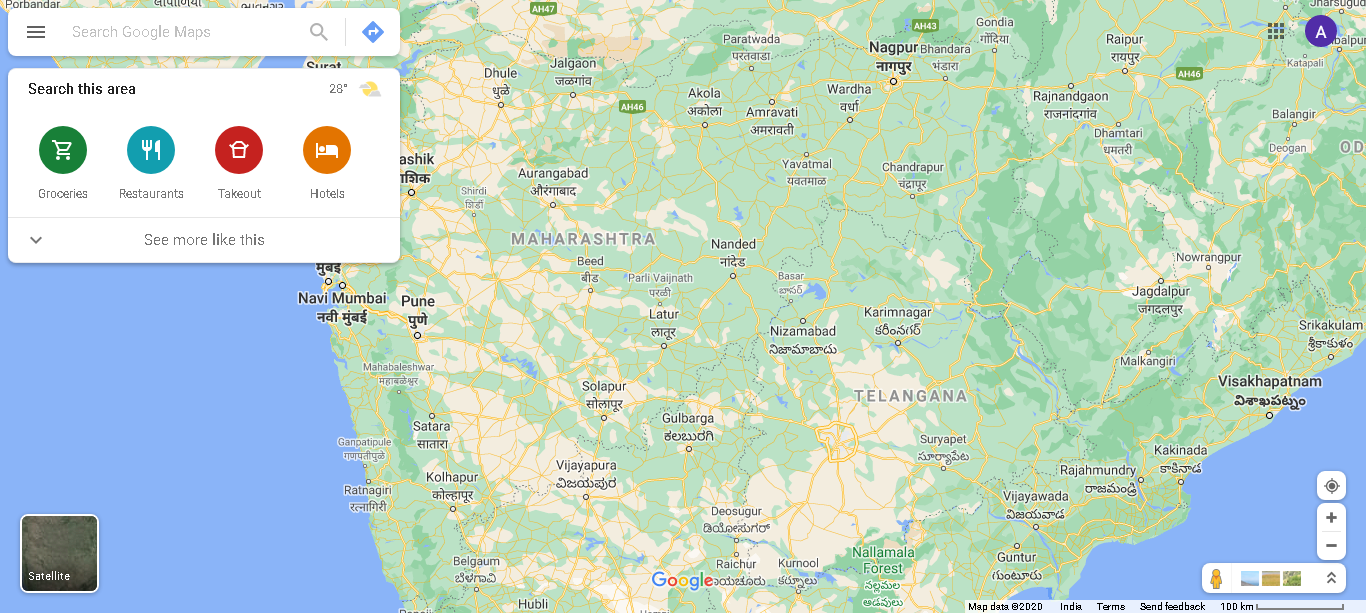 Porbandar
AH47
Search Google Maps
Surat
Search this area
28°
Groceries
Restaurants
Takeout
Hotels
See more like this
Gondia
गोंदिया
AH43
Nagpur
नागपूर
Bhandara
भंडारा
Paratwada
परतवाडा
Raipur
रायपुर
Katapali
AH46
Jalgaon
जळगाव
Dhule
धुळे
AH46
Akola
अकोला
Amravati
अमरावती
Wardha
वर्धा
Rajnandgaon
राजनांदगांव
Balangir
Dhamtari
धमतरी
Deogan
Yavatmal
यवतमाळ
Chandrapur
चंद्रपूर
Aurangabad
औरंगाबाद
Shirdi
शिर्डी
MAHARASHTRA
Nanded
नांदेड
Beed
बीड
Parli Vaijnath
परळी
Basar
బాసర్
Nowrangpur
Jagdalpur
जगदलपुर
मुंबई
Navi Mumbai
नवी मुंबई
Pune
पुणे
Latur
लातूर
Nizamabad
నిజామాబాదు
Karimnagar
కరీంనగర్
Srikakulam
శ్రీకాకుళం
Malkangiri
Mahabaleshwar
महाबळेश्वर
Solapur
सोलापूर
TELANGANA
Visakhapatnam
విశాఖపట్నం
Satara
सातारा
Gulbarga
ಕಲಬುರಗಿ
Ganpatipule
गणपतीपुळे
Suryapet
సూర్యాపేట
Kakinada
కాకినాడ
Vijayapura
ವಿಜಯಪುರ
Kolhapur
कोल्हापूर
Rajahmundry
రాజమండ్రి
Ratnagiri
रत्नागिरी
Vijayawada
విజయవాడ
Deosugur
ದೇವಸುಗೂರ್
Satellite
Belgaum
ಬೆಳಗಾವಿ
Raichur
ರಾಯಚೂರು
Kurnool
కర్నూలు
Nallamala
Forest
నల్లమల
అడవులు
Guntur
గుంటూరు
Google
Hubli
Map data ©2020 India Terms Send feedback 100 km